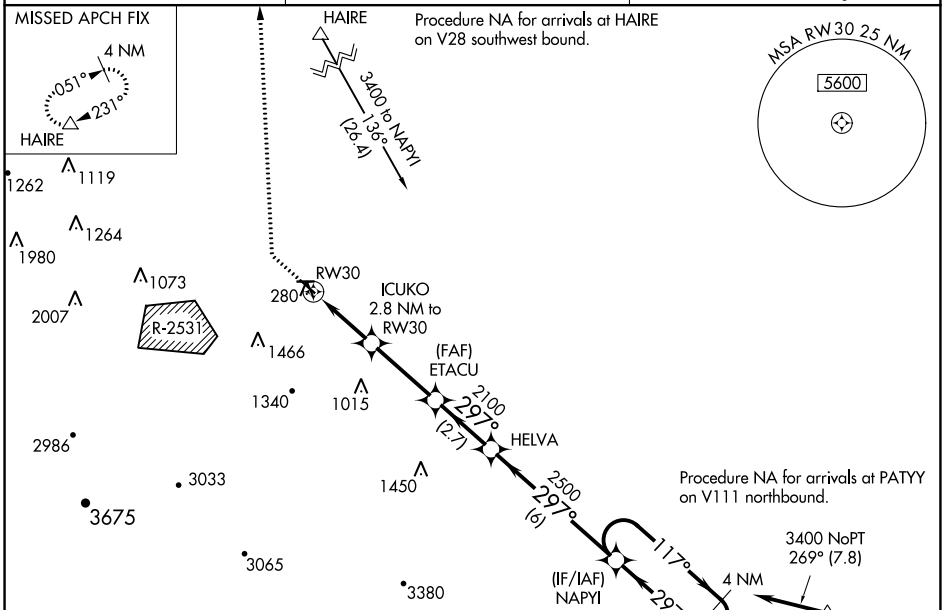 MISSED APCH FIX
4 NM
051°
231°
HAIRE
HAIRE
3400 to NAPYI
136°
(26.4)
Procedure NA for arrivals at HAIRE
on V28 southwest bound.
MSA RW30 25 NM
5600
1262
1119
1264
1980
1073
2007
R-2531
280
RW30
ICUKO
2.8 NM to
RW30
1466
(FAF)
ETACU
1340
1015
2100
297°
(2.7)
HELVA
2986
3033
1450
2500
297°
(6)
Procedure NA for arrivals at PATYY
on V111 northbound.
3675
3400 NoPT
269° (7.8)
117°
4 NM
3065
3380
(IF/IAF)
NAPYI